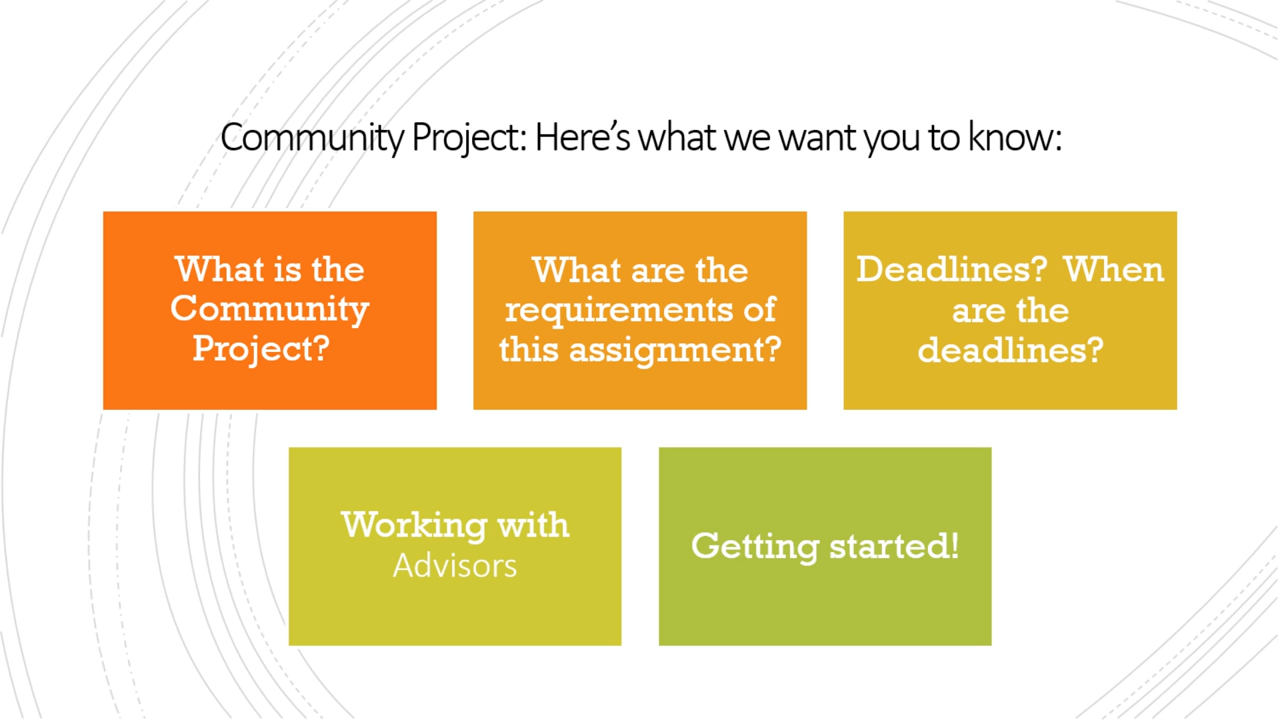 Community Project: Here’s what we want you to know:
What is the
Community
Project?
What are the
requirements of
this assignment?
Deadlines? When
are the
deadlines?
Working with
Advisors
Getting started!